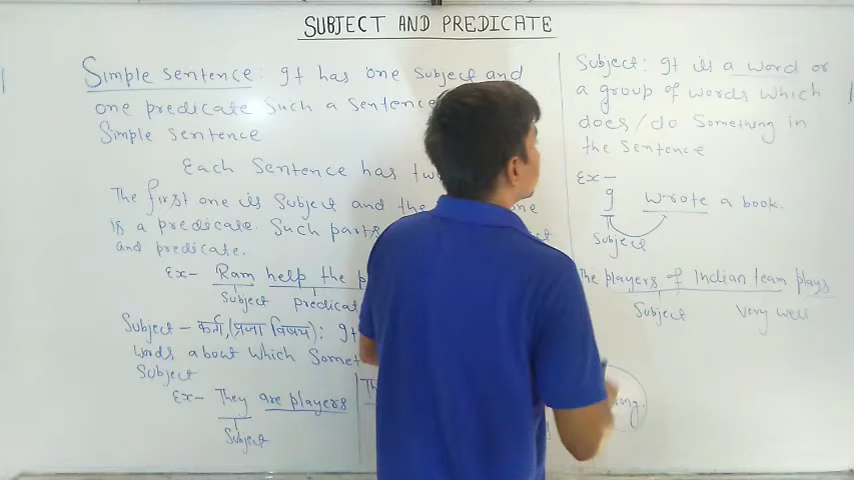 SUBJECT AND PREDICATE
Simple sentence: It has one subject and
one predicate such a sentence
Simple sentence
Each sentence has
The first one is subject and the one
is a predicate. Such parts
and predicate.
Ex- Ram help the
Subject
Subject - कर्ता, (प्रजा विषय): It
words about which
Subject
Ex- They are players
Subject
Subject: It is a word or
a group of words which
does/do something in
the sentence
Ex-
I wrote a book.
Subject
The players of Indian team plays
Subject very well